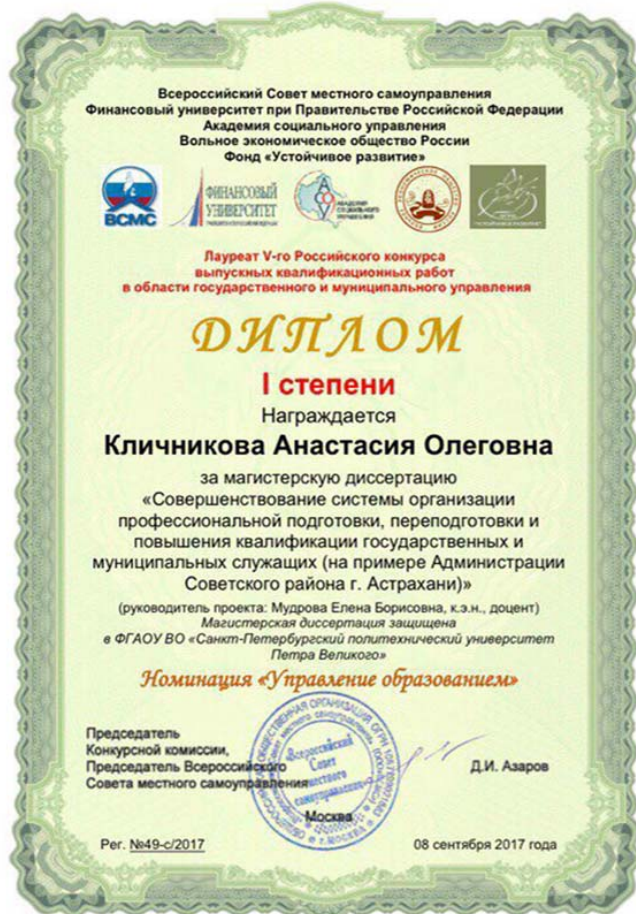 Всероссийский Совет местного самоуправления
Финансовый университет при Правительстве Российской Федерации
Академия социального управления
Вольное экономическое общество России
Фонд «Устойчивое развитие»
ВСМС
ФИНАНСОВЫЙ
УНИВЕРСИТЕТ
АКАДЕМИЯ
СОЦИАЛЬНОГО
УПРАВЛЕНИЯ
Лауреат V-го Российского конкурса
выпускных квалификационных работ
в области государственного и муниципального управления
ДИПЛОМ
I степени
Награждается
Кличникова Анастасия Олеговна
за магистерскую диссертацию
«Совершенствование системы организации
профессиональной подготовки, переподготовки и
повышения квалификации государственных и
муниципальных служащих (на примере Администрации
Советского района г. Астрахани)»
(руководитель проекта: Мудрова Елена Борисовна, к.э.н., доцент)
Магистерская диссертация защищена
в ФГАОУ ВО «Санкт-Петербургский политехнический университет
Петра Великого»
Номинация «Управление образованием»
Председатель
Конкурсной комиссии,
Председатель Всероссийского
Совета местного самоуправления
Д.И. Азаров
Всероссийский
Совет
местного
самоуправления
Москва
Рег. №49-с/2017
08 сентября 2017 года